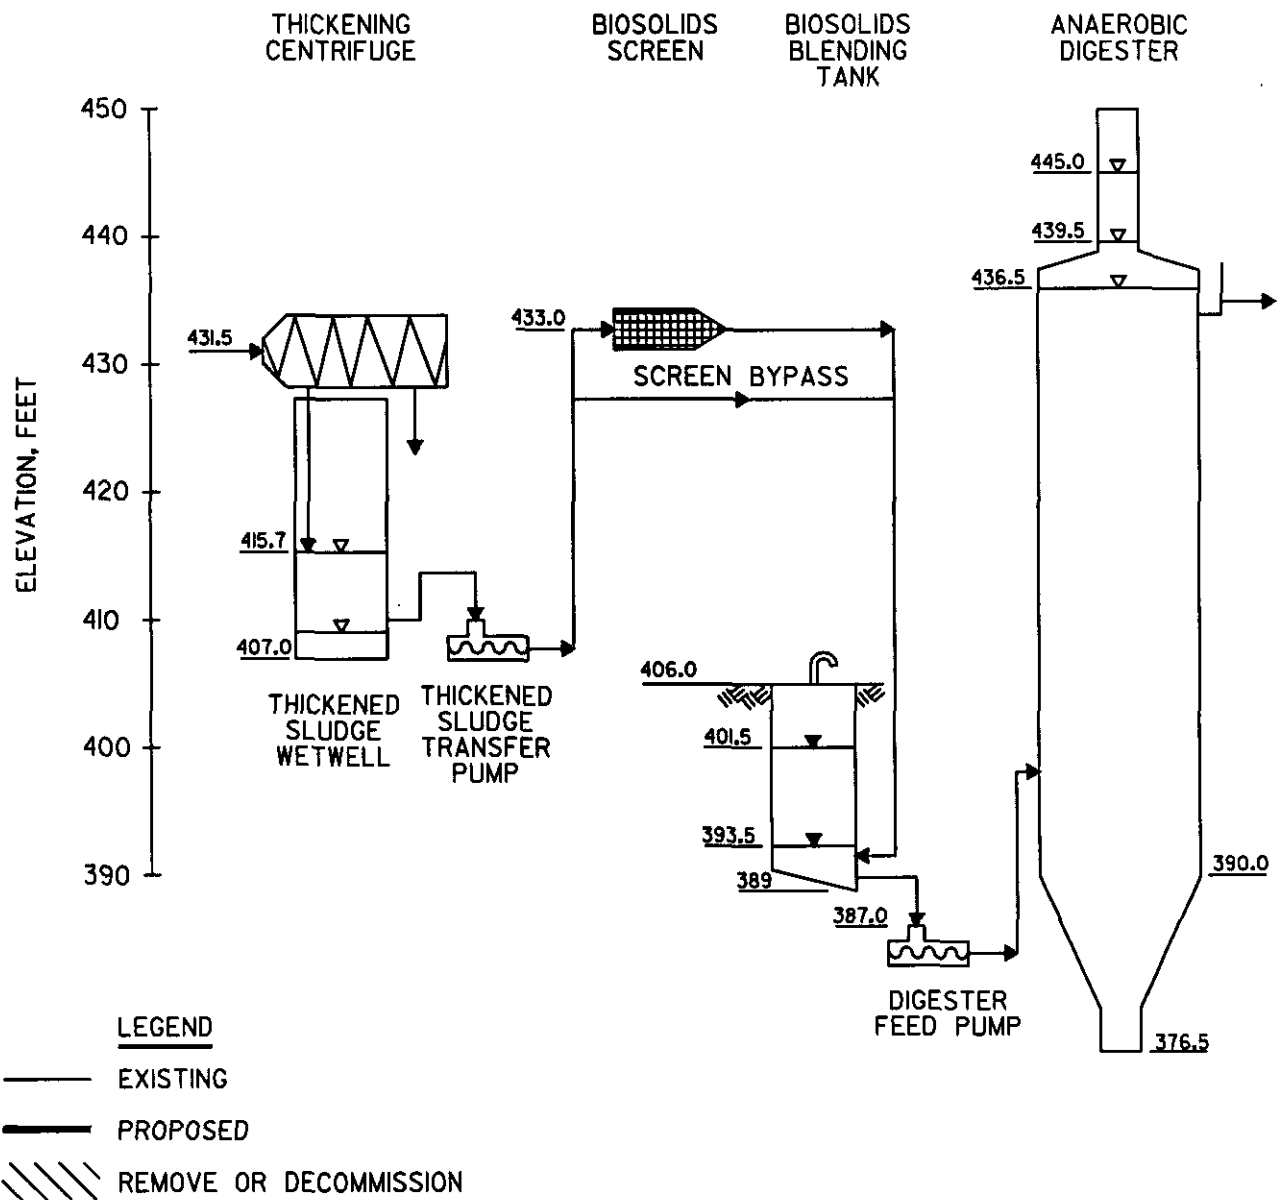 THICKENING
CENTRIFUGE
BIOSOLIDS
SCREEN
BIOSOLIDS
BLENDING
TANK
ANAEROBIC
DIGESTER
ELEVATION, FEET
450
440
430
420
410
400
390
431.5
415.7
407.0
THICKENED
SLUDGE
WETWELL
THICKENED
SLUDGE
TRANSFER
PUMP
433.0
SCREEN BYPASS
406.0
401.5
393.5
389
387.0
DIGESTER
FEED PUMP
445.0
439.5
436.5
390.0
376.5
LEGEND
EXISTING
PROPOSED
REMOVE OR DECOMMISSION